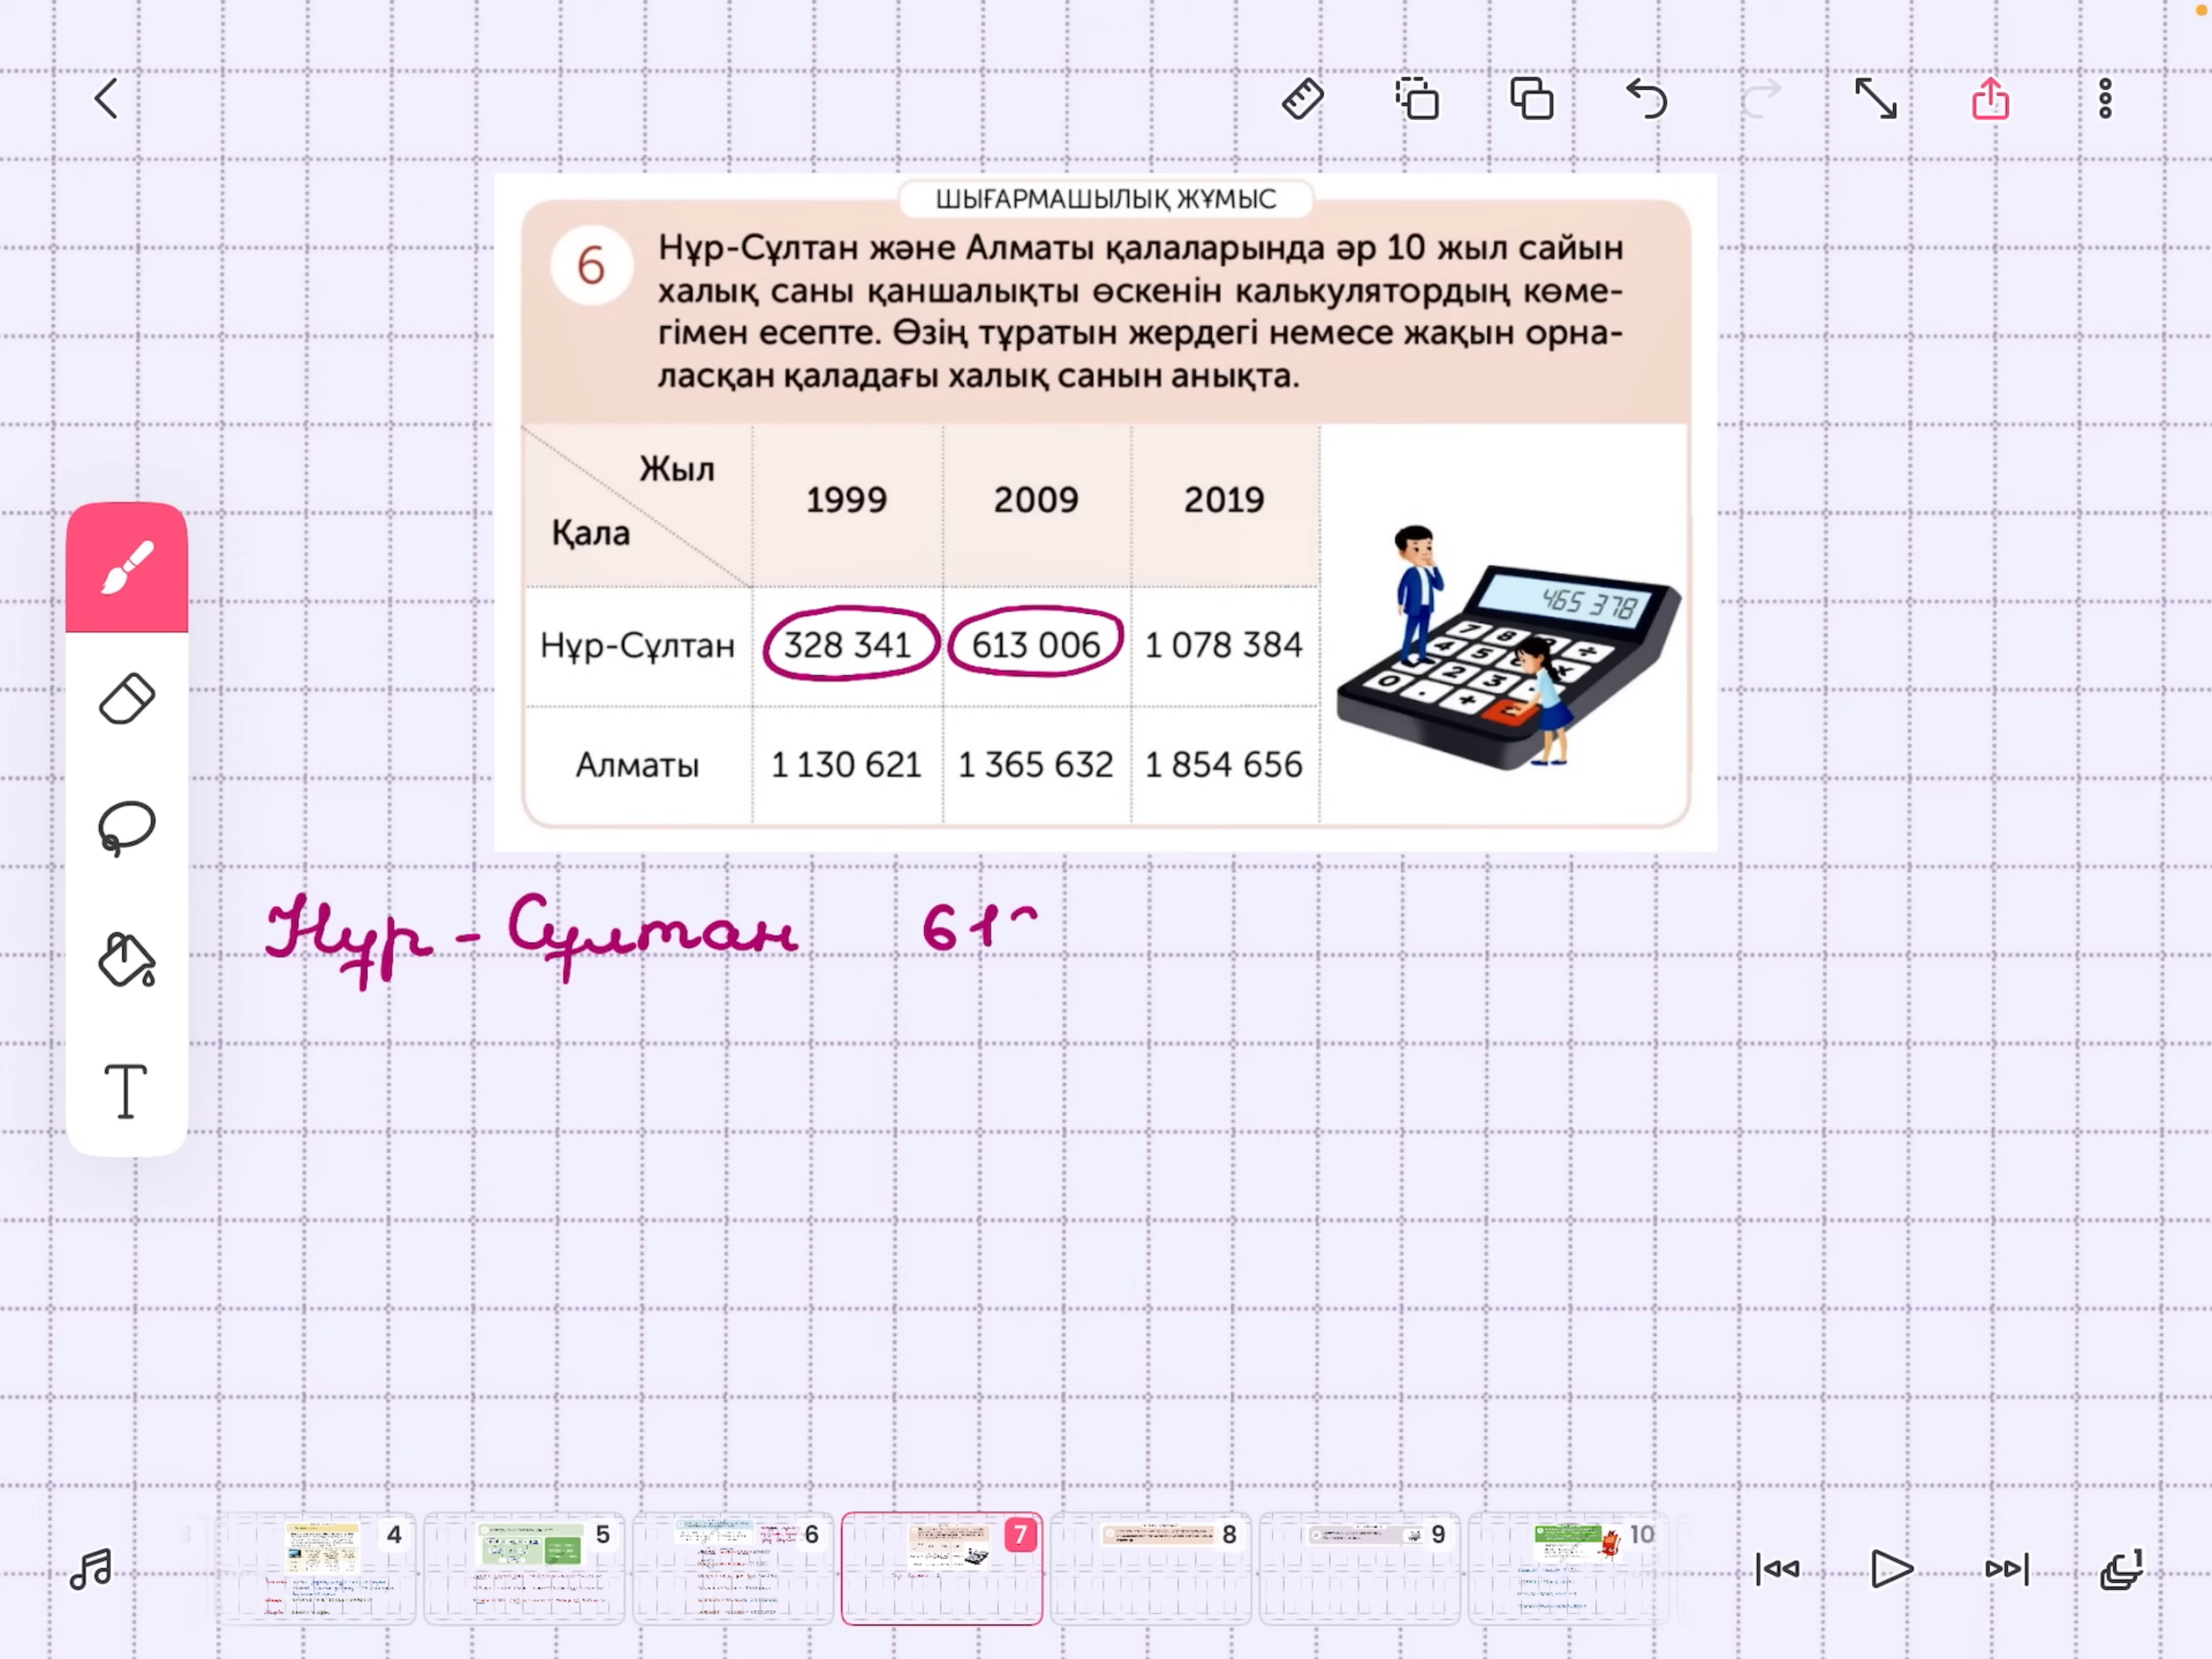 ШЫҒАРМАШЫЛЫҚ ЖҰМЫС
6
Нұр-Сұлтан және Алматы қалаларында әр 10 жыл сайын
халық саны қаншалықты өскенін калькулятордың көме-
гімен есепте. Өзің тұратын жердегі немесе жақын орна-
ласқан қаладағы халық санын анықта.
Жыл
Қала
1999 2009 2019
Нұр-Сұлтан 328 341 613 006 1 078 384
Алматы 1 130 621 1 365 632 1 854 656
465 378
Нұр - Сұлтан 61
T
4 5 6 7 8 9 10
1